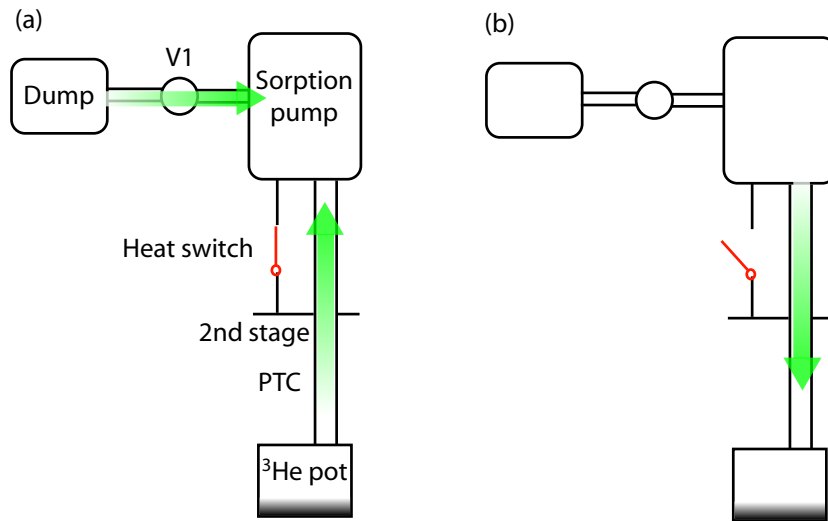 (a)
V1
Dump
Sorption
pump
Heat switch
2nd stage
PTC
³He pot
(b)